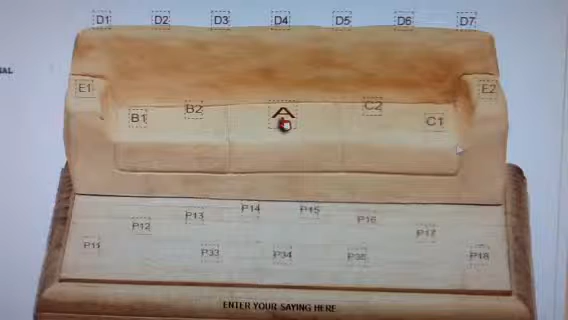 D1 D2 D3 D4 D5 D6 D7
NAL
E1 E2
B1 B2 A C2 C1
P14 P15
P13 P16
P12 P17
P11 P33 P34 P18
ENTER YOUR SAYING HERE